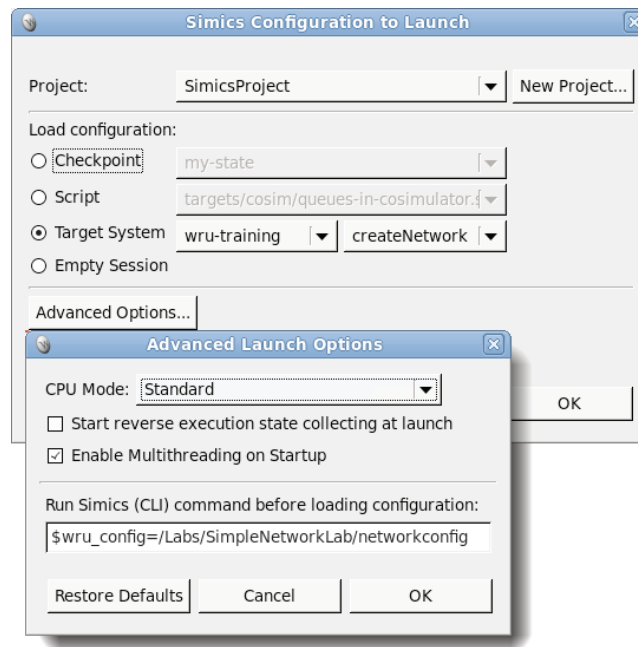 Simics Configuration to Launch
Project: SimicsProject New Project...
Load configuration:
Checkpoint my-state
Script targets/cosim/queues-in-cosimulator.s
Target System wru-training createNetwork
Empty Session
Advanced Options...
OK
Advanced Launch Options
CPU Mode: Standard
Start reverse execution state collecting at launch
Enable Multithreading on Startup
Run Simics (CLI) command before loading configuration:
$wru_config=/Labs/SimpleNetworkLab/networkconfig
Restore Defaults Cancel OK